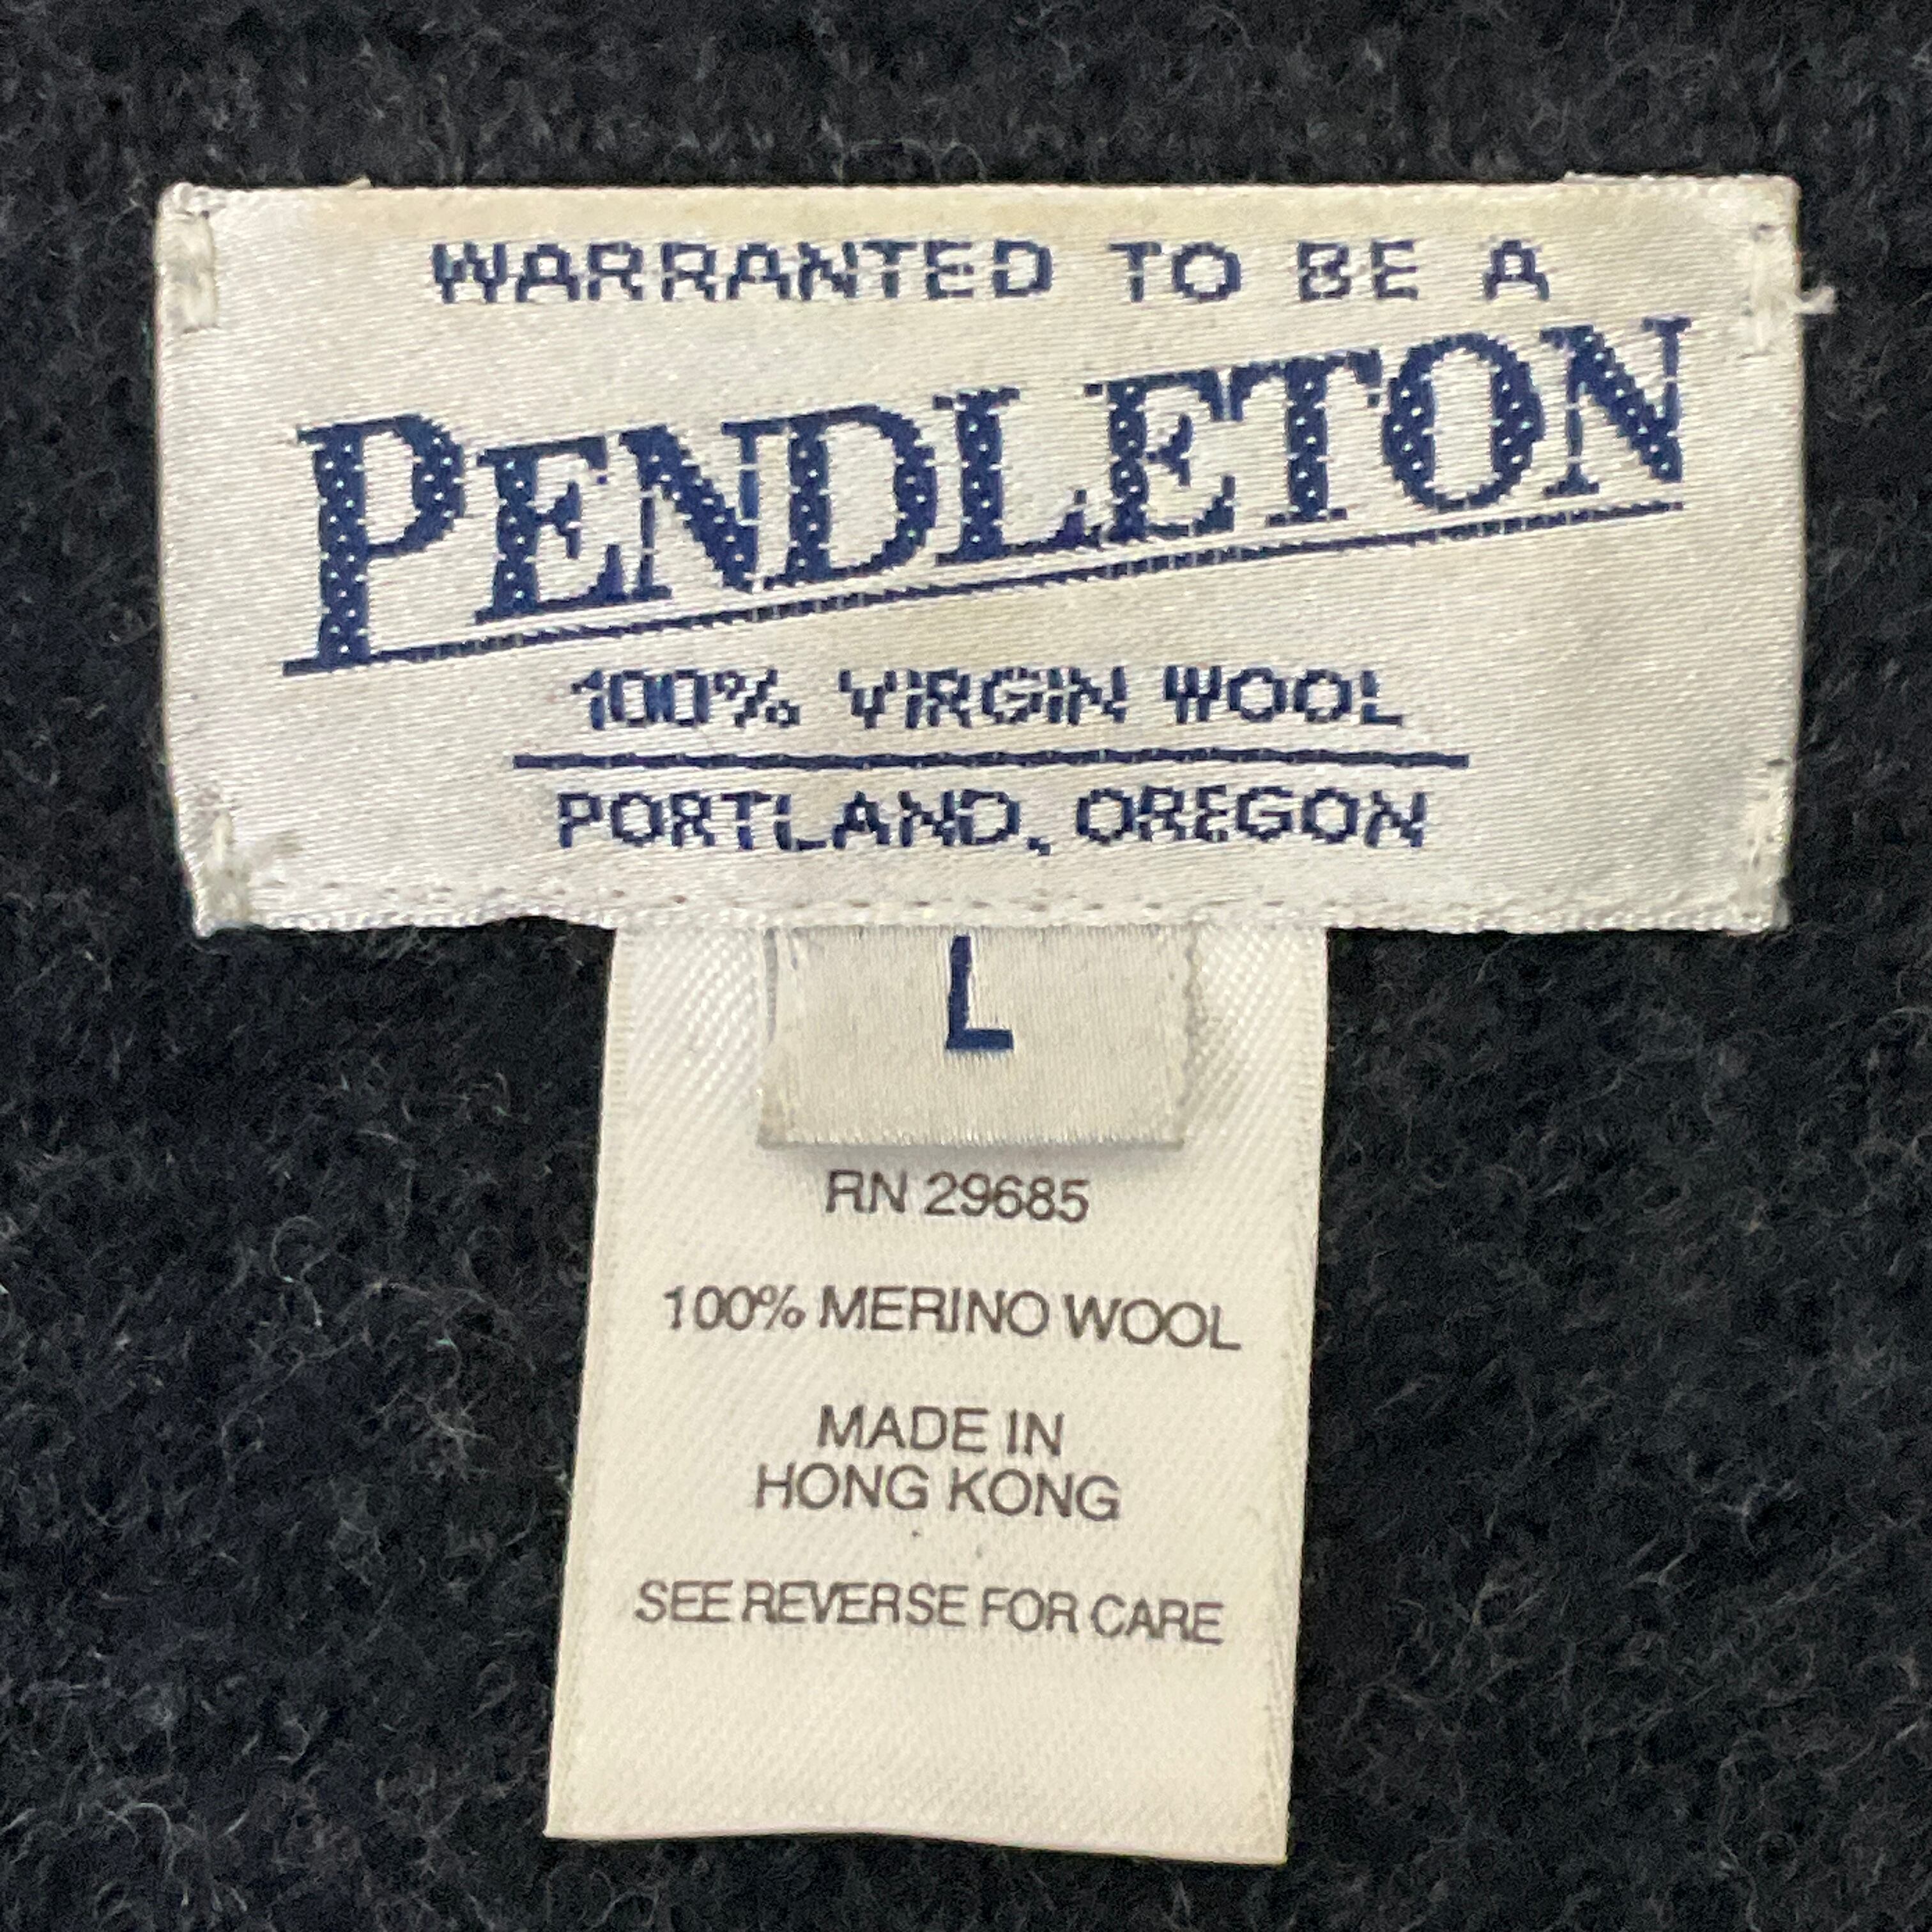 WARRANTED TO BE A
PENDLETON
100% VIRGIN WOOL
PORTLAND, OREGON
L
RN 29685
100% MERINO WOOL
MADE IN
HONG KONG
SEE REVERSE FOR CARE